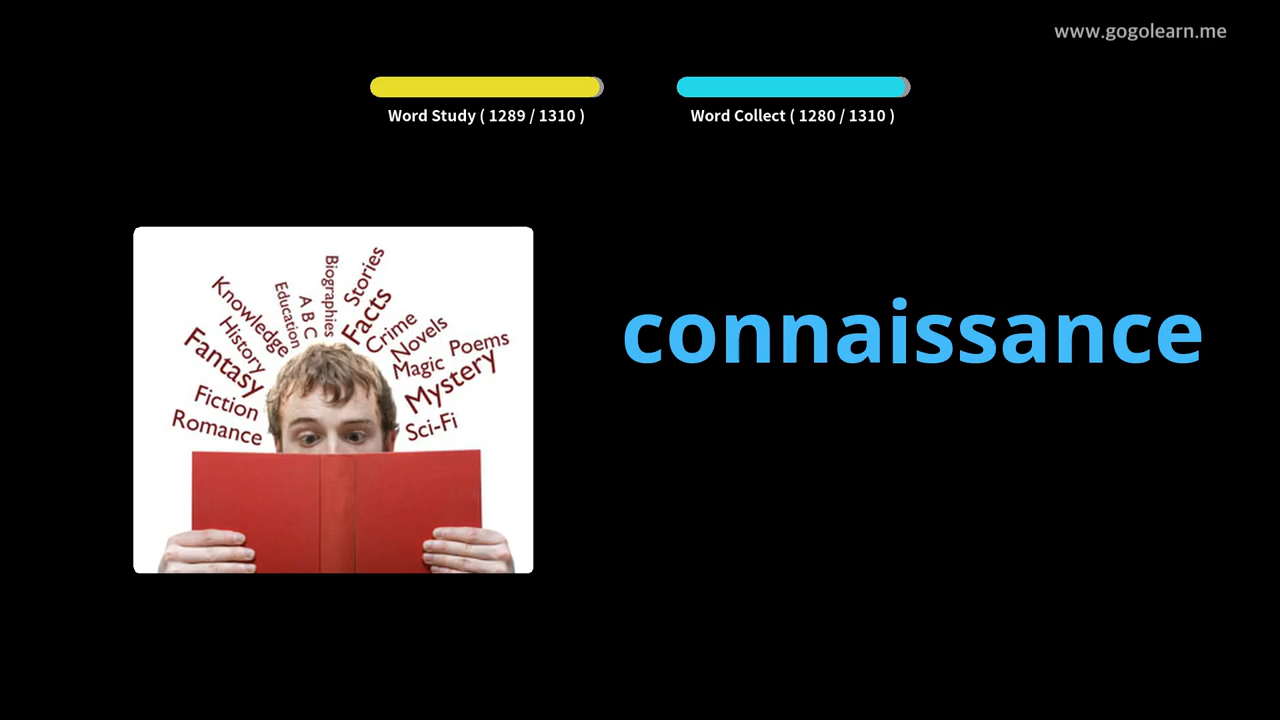 www.gogolearn.me
Word Study ( 1289 / 1310 )
Word Collect ( 1280 / 1310 )
Romance
Fiction
Fantasy
History
Knowledge
Education
A B C
Biographies
Stories
Facts
Crime
Novels
Magic
Poems
Mystery
Sci-Fi
connaissance